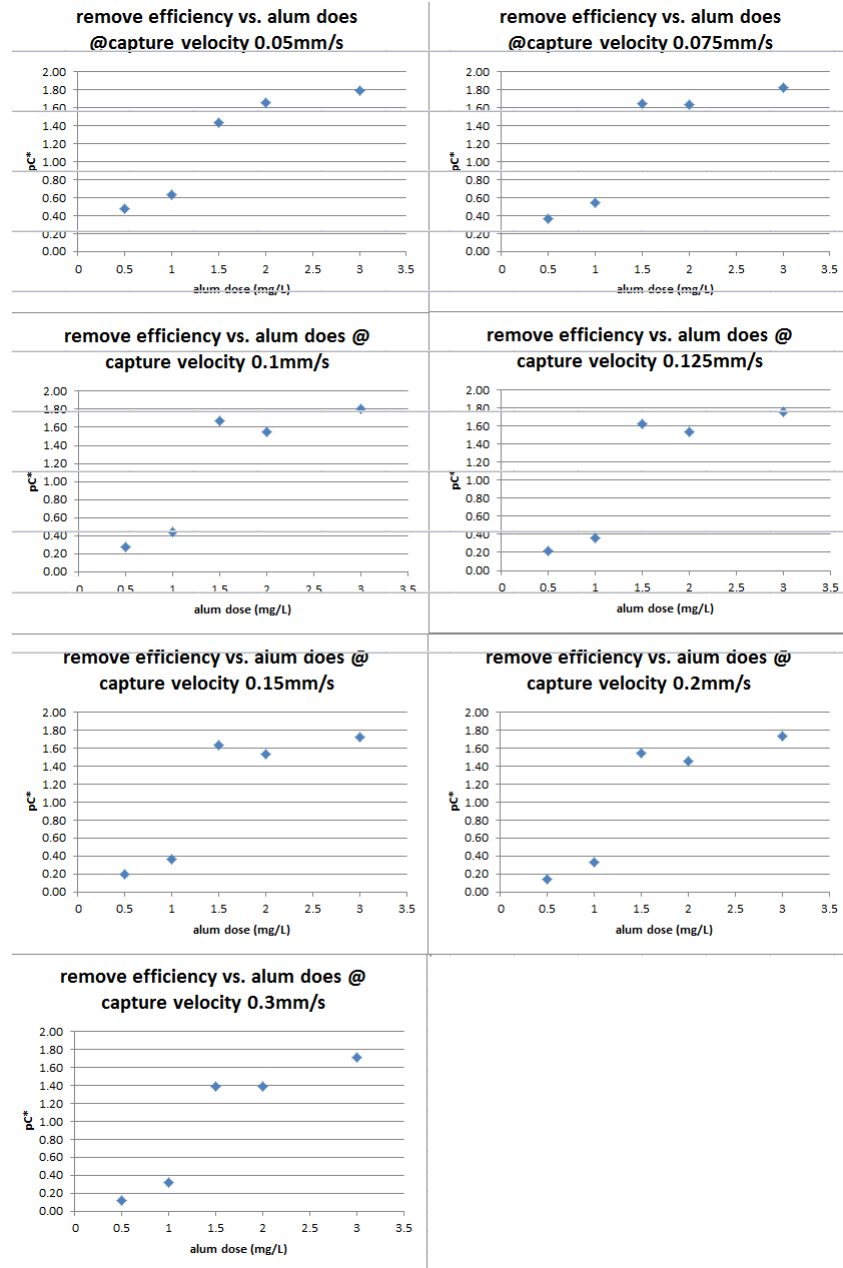 remove efficiency vs. alum does
@capture velocity 0.05mm/s
2.00
1.80
1.60
1.40
1.20
1.00
0.80
0.60
0.40
0.20
0.00
pC*
0 0.5 1 1.5 2 2.5 3 3.5
alum dose (mg/L)
remove efficiency vs. alum does
@capture velocity 0.075mm/s
2.00
1.80
1.60
1.40
1.20
1.00
0.80
0.60
0.40
0.20
0.00
pC*
0 0.5 1 1.5 2 2.5 3 3.5
alum dose (mg/L)
remove efficiency vs. alum does @
capture velocity 0.1mm/s
2.00
1.80
1.60
1.40
1.20
1.00
0.80
0.60
0.40
0.20
0.00
pC*
0 0.5 1 1.5 2 2.5 3 3.5
alum dose (mg/L)
remove efficiency vs. alum does @
capture velocity 0.125mm/s
2.00
1.80
1.60
1.40
1.20
1.00
0.80
0.60
0.40
0.20
0.00
pC*
0 0.5 1 1.5 2 2.5 3 3.5
alum dose (mg/L)
remove efficiency vs. alum does @
capture velocity 0.15mm/s
2.00
1.80
1.60
1.40
1.20
1.00
0.80
0.60
0.40
0.20
0.00
pC*
0 0.5 1 1.5 2 2.5 3 3.5
alum dose (mg/L)
remove efficiency vs. alum does @
capture velocity 0.2mm/s
2.00
1.80
1.60
1.40
1.20
1.00
0.80
0.60
0.40
0.20
0.00
pC*
0 0.5 1 1.5 2 2.5 3 3.5
alum dose (mg/L)
remove efficiency vs. alum does @
capture velocity 0.3mm/s
2.00
1.80
1.60
1.40
1.20
1.00
0.80
0.60
0.40
0.20
0.00
pC*
0 0.5 1 1.5 2 2.5 3 3.5
alum dose (mg/L)